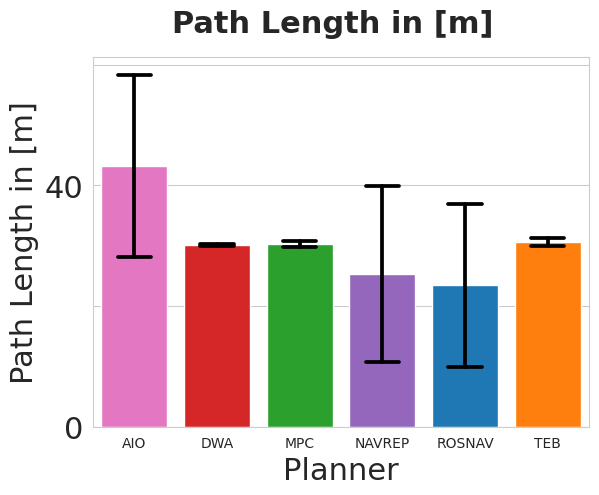 Path Length in [m]
Path Length in [m]
40
0
AIO DWA MPC NAVREP ROSNAV TEB
Planner